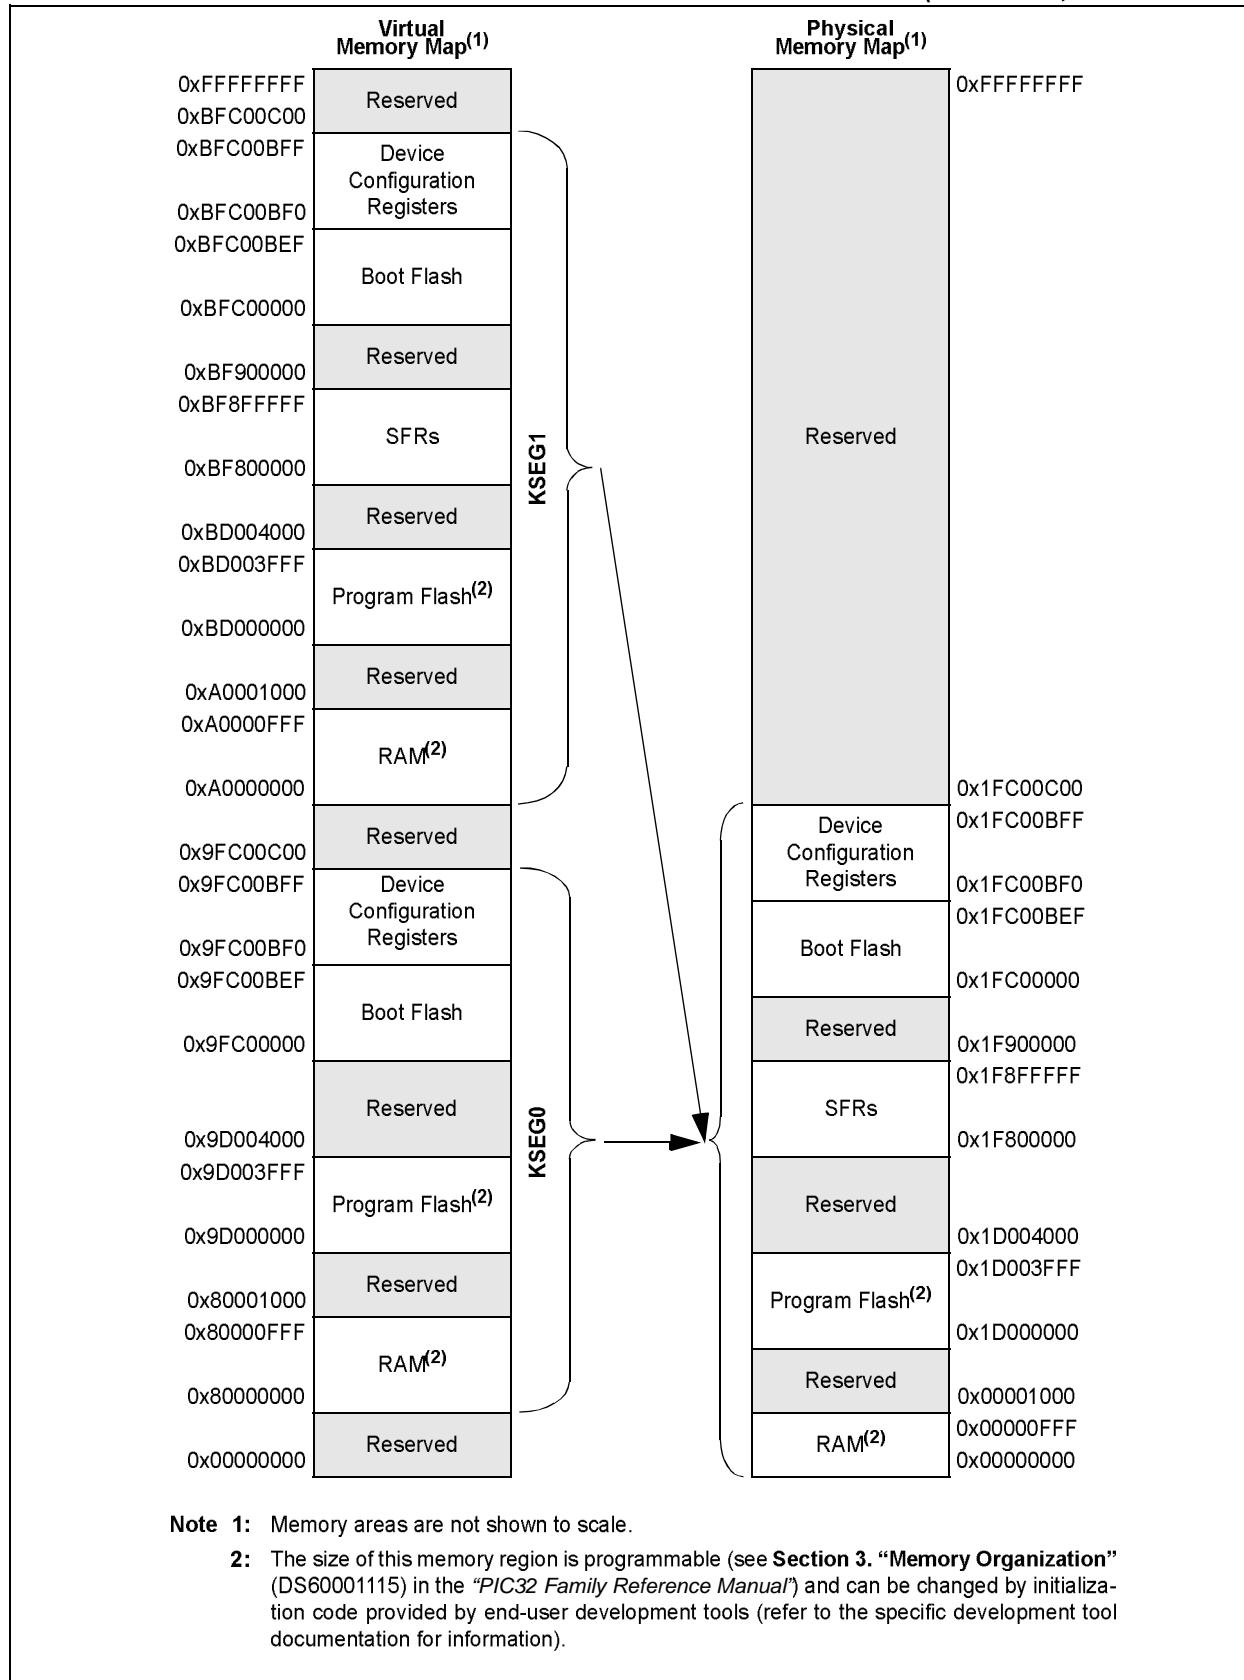 Virtual
Memory Map(1)
0xFFFFFFFF
Reserved
0xBFC00C00
0xBFC00BFF
Device
Configuration
Registers
0xBFC00BF0
0xBFC00BEF
Boot Flash
0xBFC00000
Reserved
0xBF900000
0xBF8FFFFF
SFRs
0xBF800000
Reserved
0xBD004000
0xBD003FFF
Program Flash(2)
0xBD000000
Reserved
0xA0001000
0xA0000FFF
RAM(2)
0xA0000000
KSEG1
Reserved
0x9FC00C00
0x9FC00BFF
Device
Configuration
Registers
0x9FC00BF0
0x9FC00BEF
Boot Flash
0x9FC00000
Reserved
0x9D004000
0x9D003FFF
Program Flash(2)
0x9D000000
Reserved
0x80001000
0x80000FFF
RAM(2)
0x80000000
KSEG0
Reserved
0x00000000
Physical
Memory Map(1)
0xFFFFFFFF
Reserved
0x1FC00C00
0x1FC00BFF
Device
Configuration
Registers
0x1FC00BF0
0x1FC00BEF
Boot Flash
0x1FC00000
Reserved
0x1F900000
0x1F8FFFFF
SFRs
0x1F800000
Reserved
0x1D004000
0x1D003FFF
Program Flash(2)
0x1D000000
Reserved
0x00001000
0x00000FFF
RAM(2)
0x00000000
Note 1: Memory areas are not shown to scale.
2: The size of this memory region is programmable (see Section 3. “Memory Organization”
(DS60001115) in the “PIC32 Family Reference Manual”) and can be changed by initializa-
tion code provided by end-user development tools (refer to the specific development tool
documentation for information).